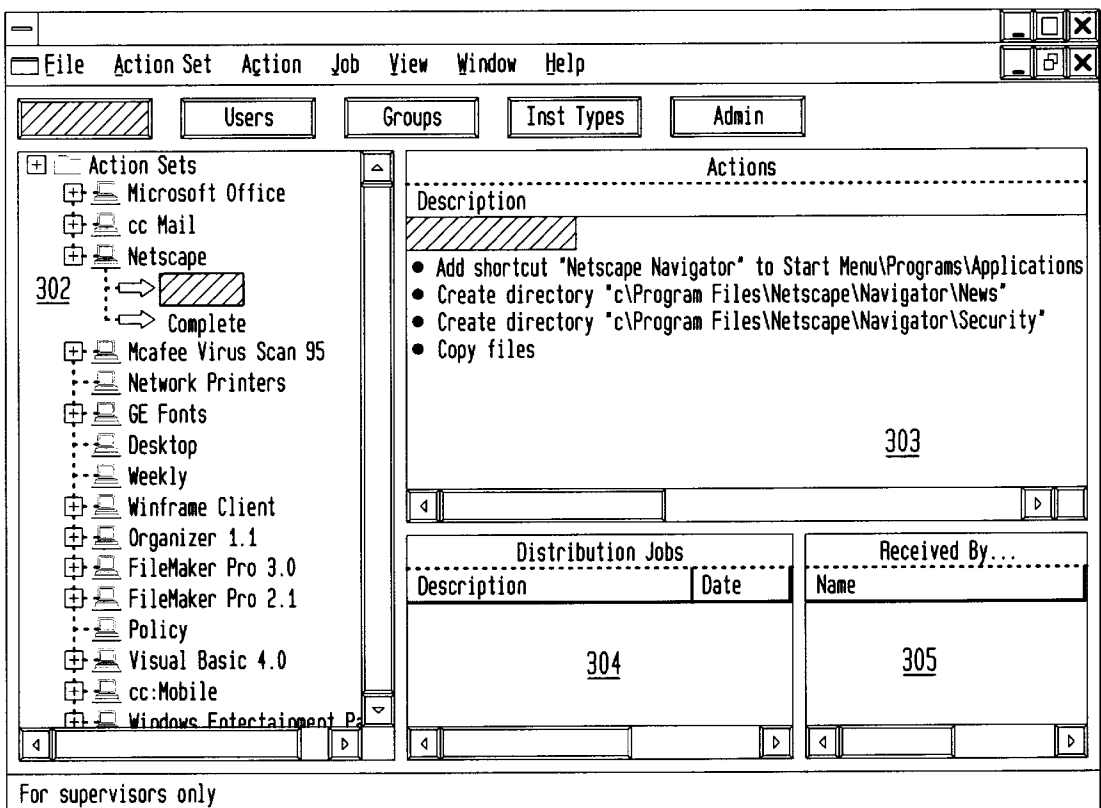 File Action Set Action Job View Window Help
Users Groups Inst Types Admin
Action Sets
Microsoft Office
cc Mail
Netscape
302
Complete
Mcafee Virus Scan 95
Network Printers
GE Fonts
Desktop
Weekly
Winframe Client
Organizer 1.1
FileMaker Pro 3.0
FileMaker Pro 2.1
Policy
Visual Basic 4.0
cc:Mobile
Windows Entertainment Pa
Actions
Description
• Add shortcut "Netscape Navigator" to Start Menu\Programs\Applications
• Create directory "c\Program Files\Netscape\Navigator\News"
• Create directory "c\Program Files\Netscape\Navigator\Security"
• Copy files
303
Distribution Jobs
Description Date
304
Received By...
Name
305
For supervisors only